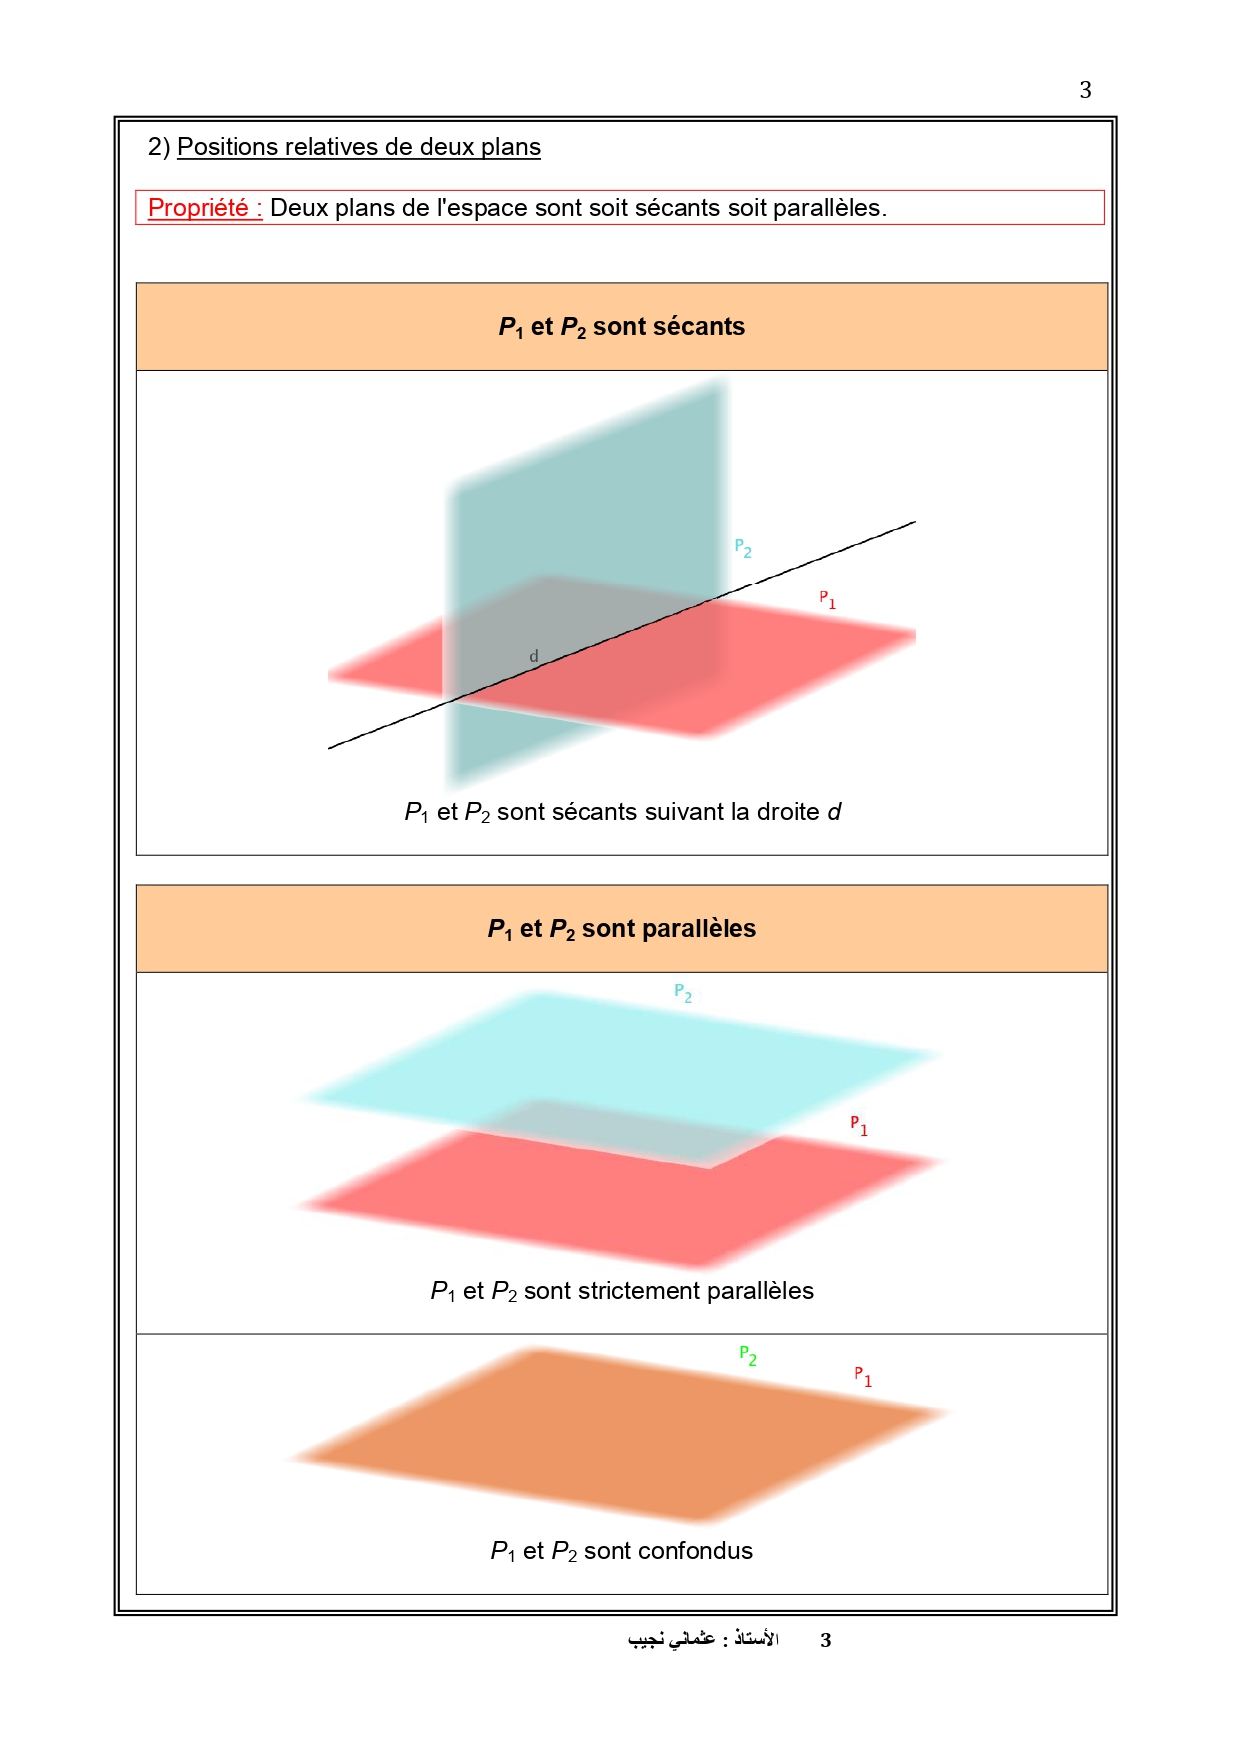 3
2) Positions relatives de deux plans
Propriété : Deux plans de l'espace sont soit sécants soit parallèles.
P1 et P2 sont sécants
P2
P1
d
P1 et P2 sont sécants suivant la droite d
P1 et P2 sont parallèles
P2
P1
P1 et P2 sont strictement parallèles
P2
P1
P1 et P2 sont confondus
3 الأستاذ : عثماني نجيب